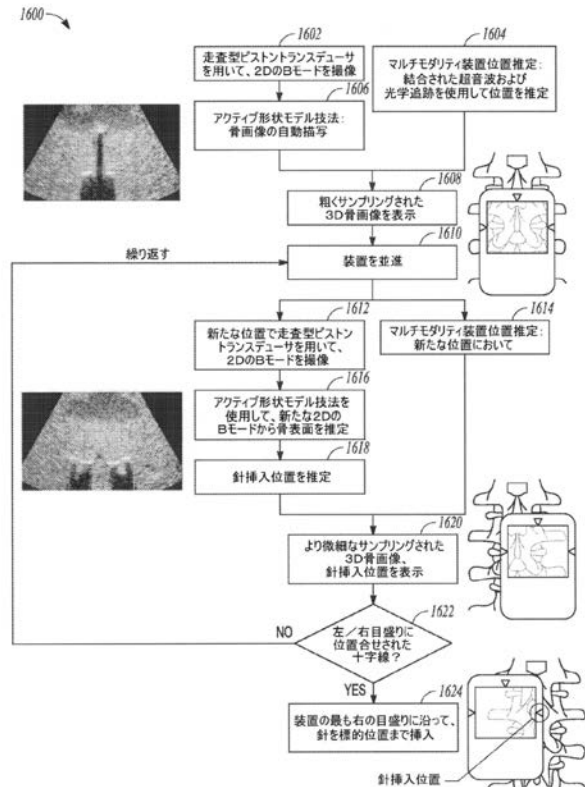 1600
1602
走査型ピストントランスデューサ
を用いて、2DのBモードを撮像
1604
マルチモダリティ装置位置推定：
結合された超音波および
光学追跡を使用して位置を推定
1606
アクティブ形状モデル技法：
骨画像の自動描写
1608
粗くサンプリングされた
3D骨画像を表示
1610
繰り返す
装置を並進
1612
新たな位置で走査型ピストン
トランスデューサを用いて、
2DのBモードを撮像
1614
マルチモダリティ装置位置推定：
新たな位置において
1616
アクティブ形状モデル技法を
使用して、新たな2Dの
Bモードから骨表面を推定
1618
針挿入位置を推定
1620
より微細なサンプリングされた
3D骨画像、
針挿入位置を表示
1622
左／右目盛りに
位置合せされた
十字線？
NO
YES
1624
装置の最も右の目盛りに沿って、
針を標的位置まで挿入
針挿入位置